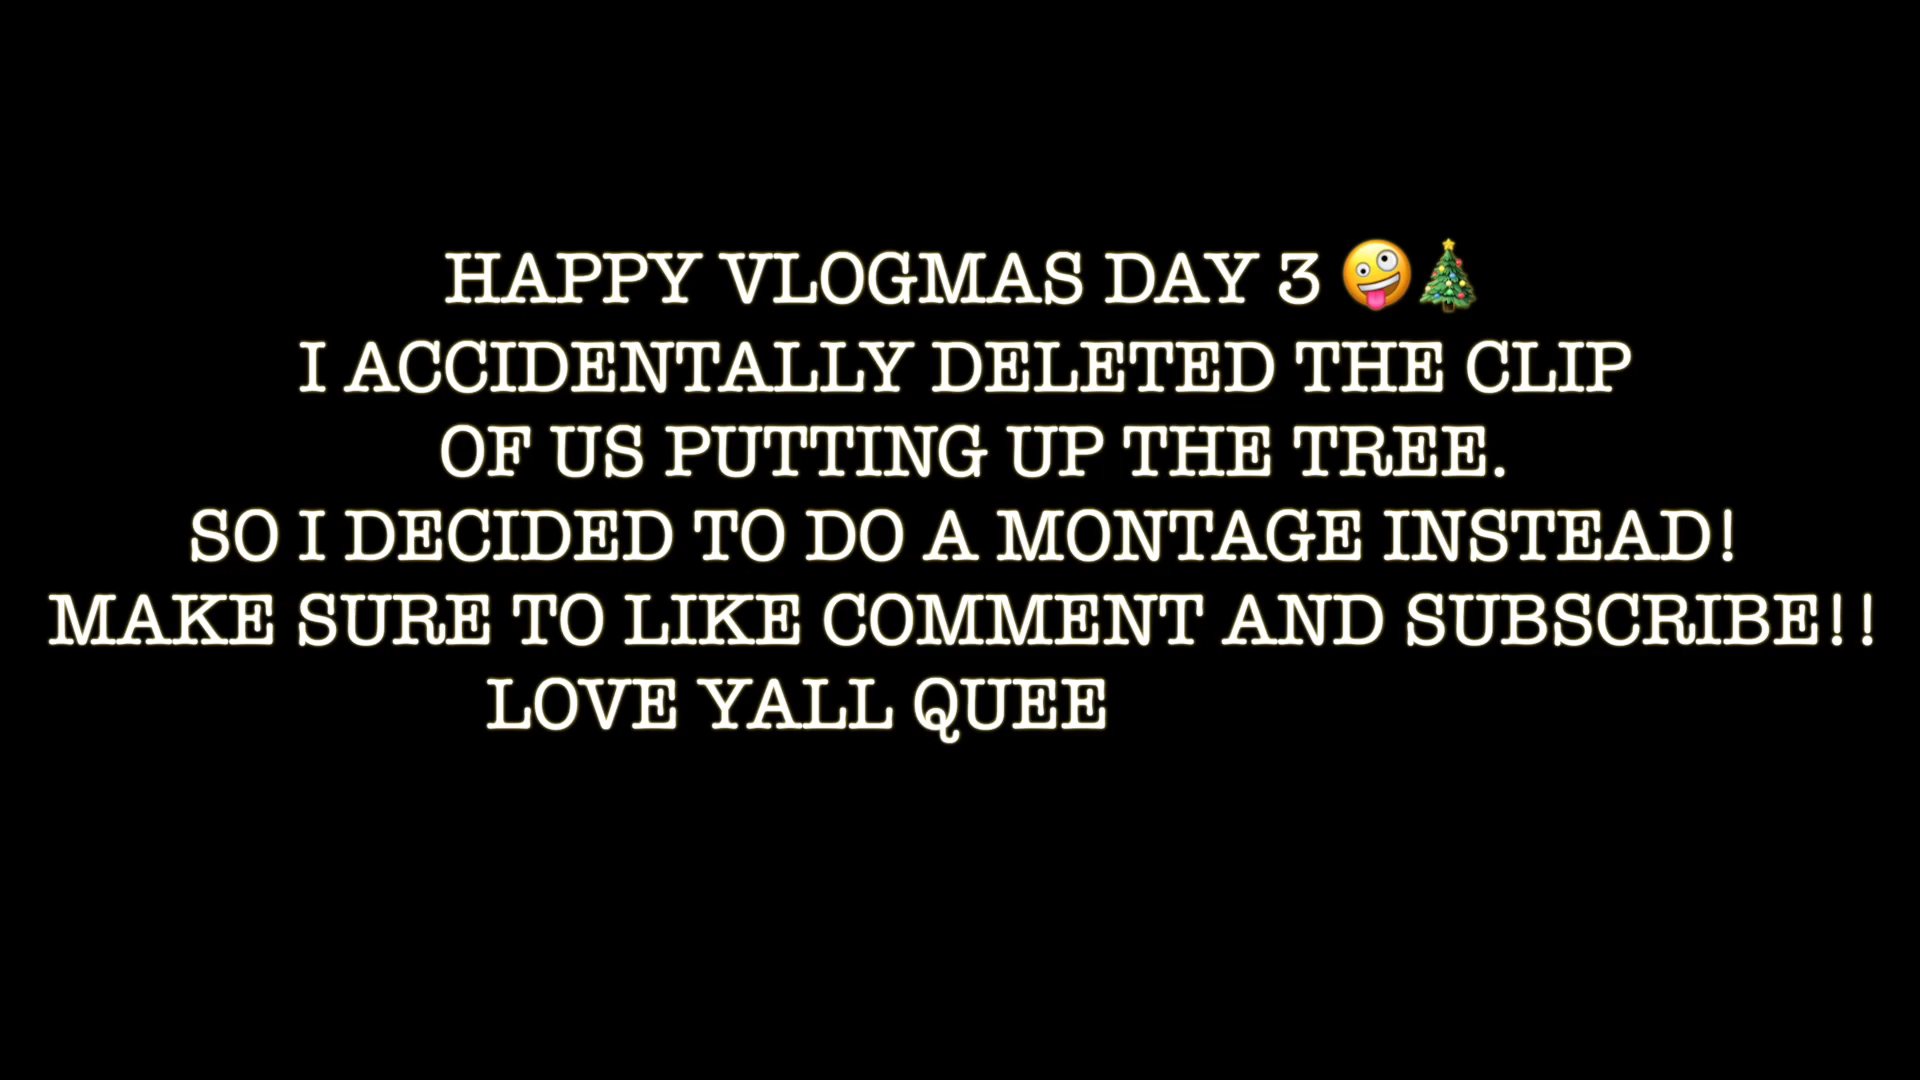 HAPPY VLOGMAS DAY 3 🤪🎄
I ACCIDENTALLY DELETED THE CLIP
OF US PUTTING UP THE TREE.
SO I DECIDED TO DO A MONTAGE INSTEAD!
MAKE SURE TO LIKE COMMENT AND SUBSCRIBE!!
LOVE YALL QUEE